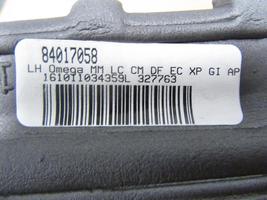 84017058
LH Omega MM LC CM DF EC XP GI AP
1610I1034359L 327763